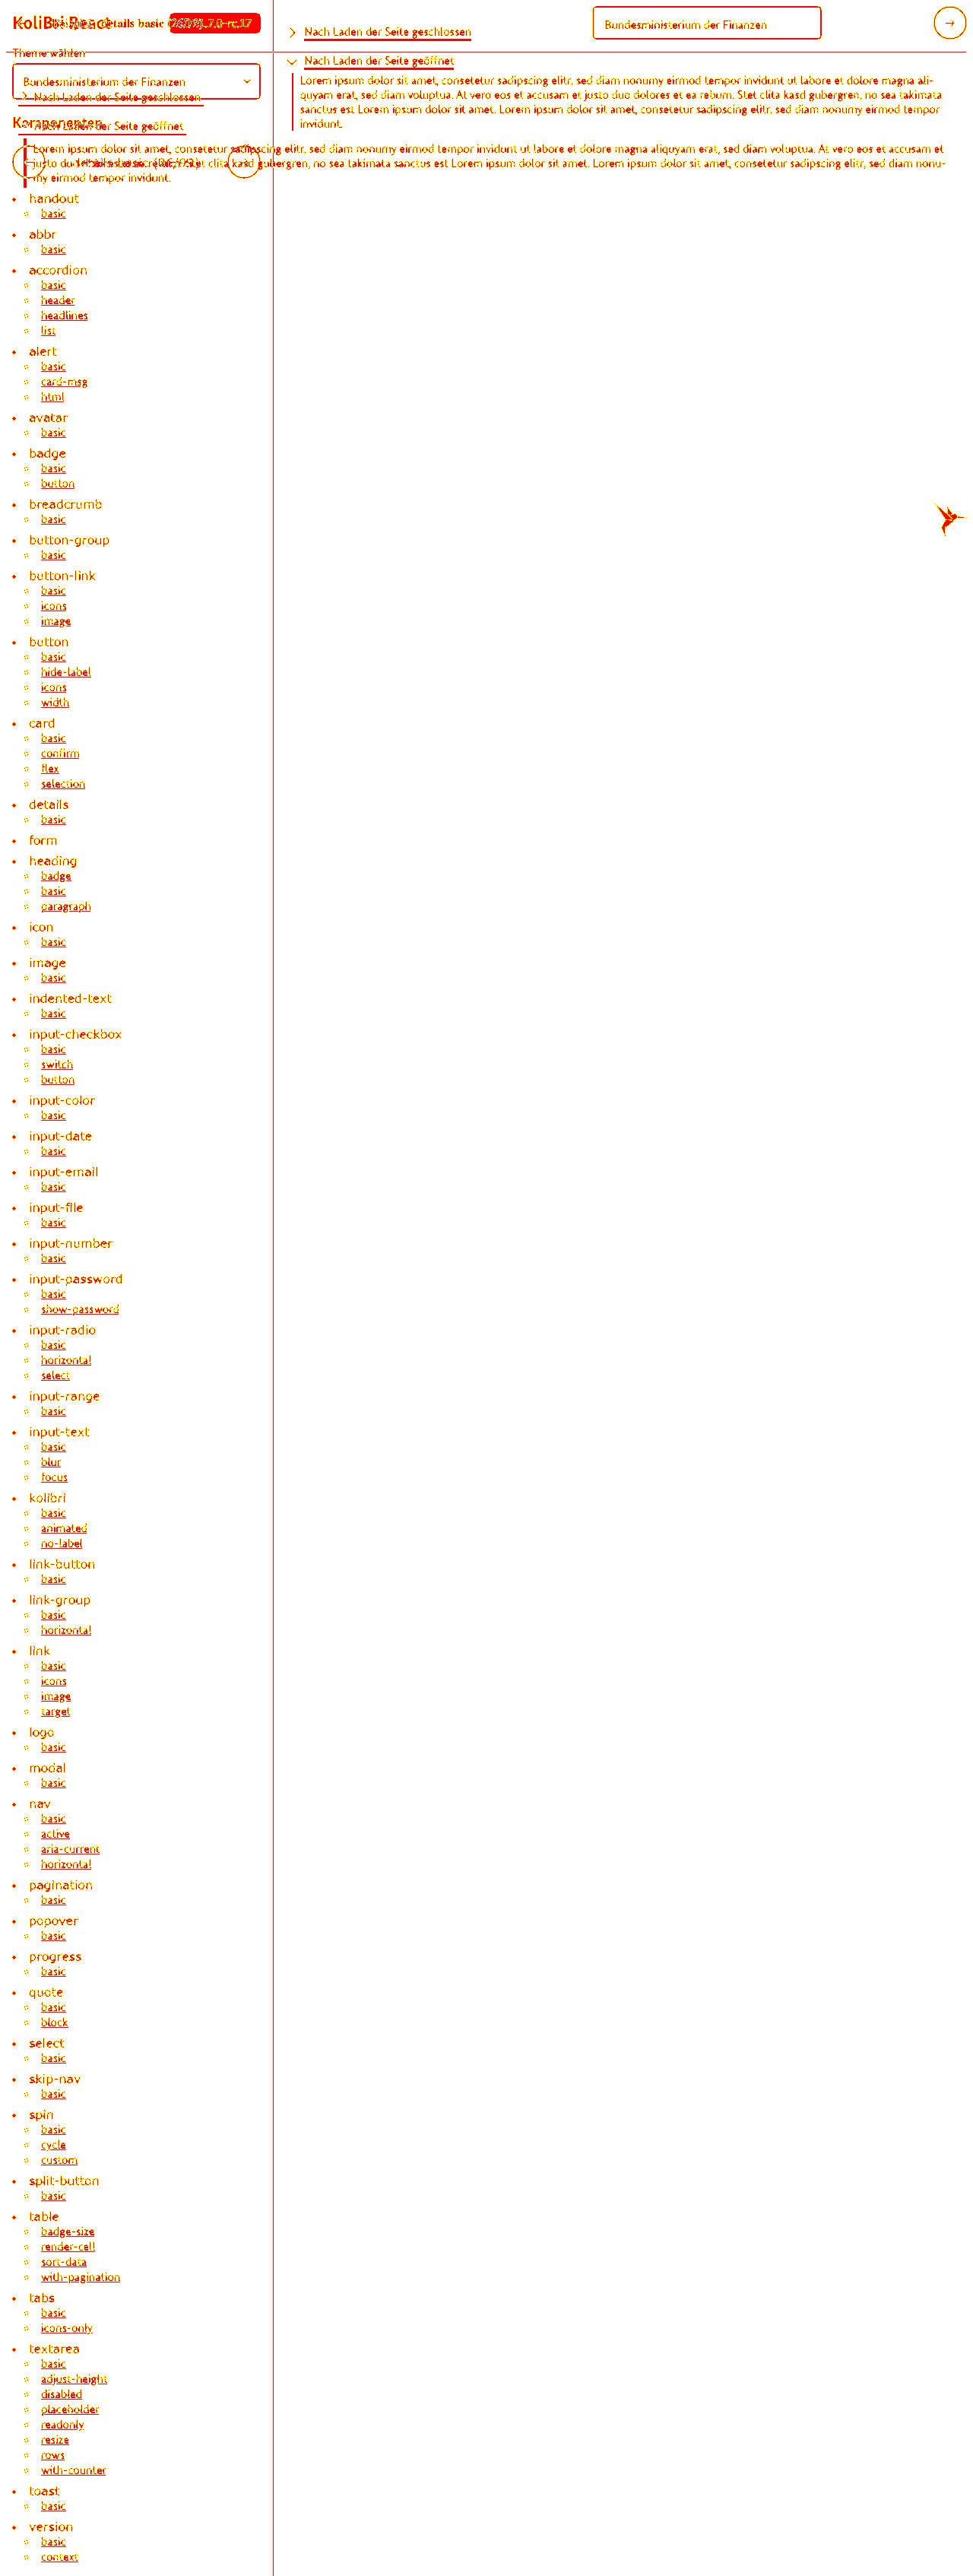 KoliBri React
details basic
Bundesministerium der Finanzen
Theme wählen
Bundesministerium der Finanzen
Nach Laden der Seite geschlossen
Nach Laden der Seite geöffnet
Lorem ipsum dolor sit amet, consetetur sadipscing elitr, sed diam nonumy eirmod tempor invidunt ut labore et dolore magna ali-
quyam erat, sed diam voluptua. At vero eos et accusam et justo duo dolores et ea rebum. Stet clita kasd gubergren, no sea takimata
sanctus est Lorem ipsum dolor sit amet. Lorem ipsum dolor sit amet, consetetur sadipscing elitr, sed diam nonumy eirmod tempor
invidunt.
Nach Laden der Seite geschlossen
Komponenten
Nach Laden der Seite geöffnet
Lorem ipsum dolor sit amet, consetetur sadipscing elitr, sed diam nonumy eirmod tempor invidunt ut labore et dolore magna aliquyam erat, sed diam voluptua. At vero eos et accusam et
justo duo dolores et ea rebum. Stet clita kasd gubergren, no sea takimata sanctus est Lorem ipsum dolor sit amet. Lorem ipsum dolor sit amet, consetetur sadipscing elitr, sed diam nonu-
my eirmod tempor invidunt.
handout
basic
abbr
basic
accordion
basic
header
headlines
list
alert
basic
card-msg
html
avatar
basic
badge
basic
button
breadcrumb
basic
button-group
basic
button-link
basic
icons
image
button
basic
hide-label
icons
width
card
basic
confirm
flex
selection
details
basic
form
heading
badge
basic
paragraph
icon
basic
image
basic
indented-text
basic
input-checkbox
basic
switch
button
input-color
basic
input-date
basic
input-email
basic
input-file
basic
input-number
basic
input-password
basic
show-password
input-radio
basic
horizontal
select
input-range
basic
input-text
basic
blur
focus
kolibri
basic
animated
no-label
link-button
basic
link-group
basic
horizontal
link
basic
icons
image
target
logo
basic
modal
basic
nav
basic
active
aria-current
horizontal
pagination
basic
popover
basic
progress
basic
quote
basic
block
select
basic
skip-nav
basic
spin
basic
cycle
custom
split-button
basic
table
badge-size
render-cell
sort-data
with-pagination
tabs
basic
icons-only
textarea
basic
adjust-height
disabled
placeholder
readonly
resize
rows
with-counter
toast
basic
version
basic
context